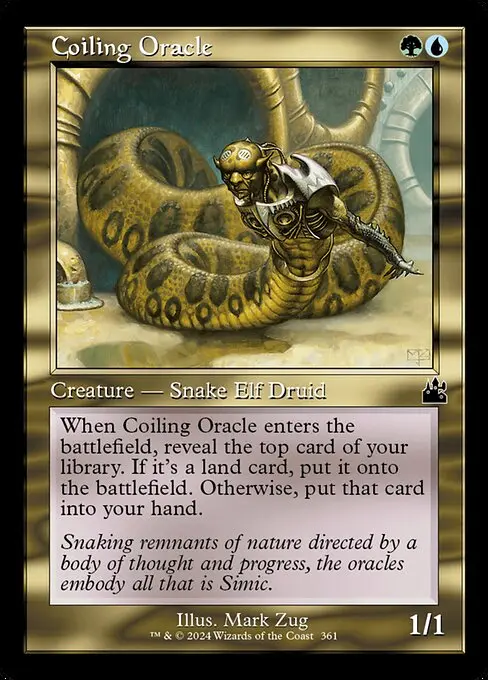 Coiling Oracle
Creature — Snake Elf Druid
When Coiling Oracle enters the
battlefield, reveal the top card of your
library. If it's a land card, put it onto
the battlefield. Otherwise, put that card
into your hand.
Snaking remnants of nature directed by a
body of thought and progress, the oracles
embody all that is Simic.
Illus. Mark Zug
1/1
™ & © 2024 Wizards of the Coast 361